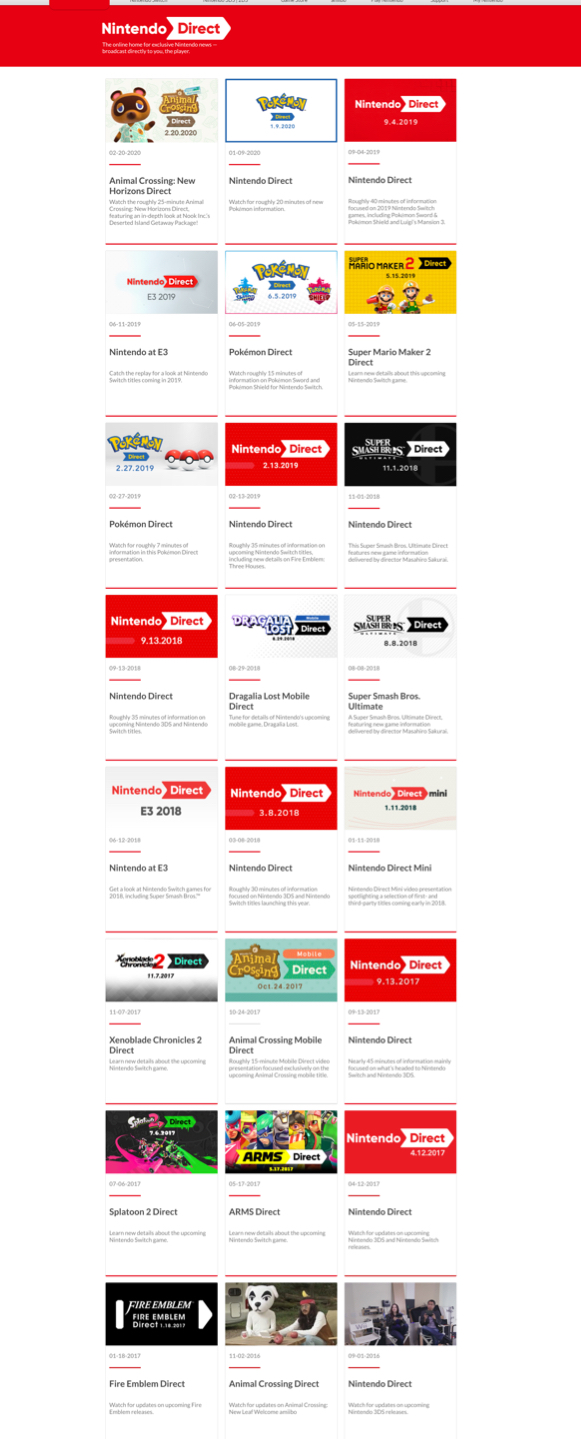 Nintendo Switch
Nintendo 3DS | 2DS
Game Store
Play Nintendo
Support
My Nintendo
Nintendo Direct
The online home for exclusive Nintendo news —
broadcast directly to you, the player.
Animal
Crossing
Direct
2.20.2020
02-20-2020
Animal Crossing: New
Horizons Direct
Watch the roughly 25-minute Animal
Crossing: New Horizons Direct,
featuring an in-depth look at Nook Inc.'s
Deserted Island Getaway Package!
POKéMON
Direct
1.9.2020
01-09-2020
Nintendo Direct
Watch for roughly 20 minutes of new
Pokémon information.
Nintendo Direct
9.4.2019
09-04-2019
Nintendo Direct
Roughly 40 minutes of information
focused on 2019 Nintendo Switch
games, including Pokemon Sword &
Pokemon Shield and Luigi's Mansion 3.
Nintendo Direct
E3 2019
06-11-2019
Nintendo at E3
Catch the replay for a look at Nintendo
Switch titles coming in 2019.
POKéMON
Direct
6.5.2019
06-05-2019
Pokémon Direct
Watch roughly 15 minutes of
information on Pokemon Sword and
Pokemon Shield for Nintendo Switch.
SUPER
MARIO MAKER 2 Direct
5.15.2019
05-15-2019
Super Mario Maker 2
Direct
Learn new details about this upcoming
Nintendo Switch game.
POKéMON
Direct
2.27.2019
02-27-2019
Pokémon Direct
Watch for roughly 7 minutes of
information in this Pokémon Direct
presentation.
Nintendo Direct
2.13.2019
02-13-2019
Nintendo Direct
Roughly 35 minutes of information on
upcoming Nintendo Switch titles,
including new details on Fire Emblem:
Three Houses.
SUPER
SMASH BROS. Direct
ULTIMATE
11.1.2018
11-01-2018
Nintendo Direct
This Super Smash Bros. Ultimate Direct
features new game information
delivered by director Masahiro Sakurai.
Nintendo Direct
9.13.2018
09-13-2018
Nintendo Direct
Roughly 35 minutes of information on
upcoming Nintendo 3DS and Nintendo
Switch titles.
DRAGALIA
LOST
Mobile
Direct
8.29.2018
08-29-2018
Dragalia Lost Mobile
Direct
Tune for details of Nintendo's upcoming
mobile game, Dragalia Lost.
SUPER
SMASH BROS. Direct
ULTIMATE
8.8.2018
08-08-2018
Super Smash Bros.
Ultimate
A Super Smash Bros. Ultimate Direct,
featuring new game information
delivered by director Masahiro Sakurai.
Nintendo Direct
E3 2018
06-12-2018
Nintendo at E3
Get a look at Nintendo Switch games for
2018, including Super Smash Bros.™
Nintendo Direct
3.8.2018
03-08-2018
Nintendo Direct
Roughly 30 minutes of information
focused on Nintendo 3DS and Nintendo
Switch titles launching this year.
Nintendo Direct mini
1.11.2018
01-11-2018
Nintendo Direct Mini
Nintendo Direct Mini video presentation
spotlighting a selection of first- and
third-party titles coming early in 2018.
Xenoblade
Chronicles 2 Direct
11.7.2017
11-07-2017
Xenoblade Chronicles 2
Direct
Learn new details about the upcoming
Nintendo Switch game.
Animal
Crossing
Mobile
Direct
Oct.24.2017
10-24-2017
Animal Crossing Mobile
Direct
Roughly 15-minute Mobile Direct video
presentation focused exclusively on the
upcoming Animal Crossing mobile title.
Nintendo Direct
9.13.2017
09-13-2017
Nintendo Direct
Nearly 45 minutes of information mainly
focused on what's headed to Nintendo
Switch and Nintendo 3DS.
Splatoon 2 Direct
7.6.2017
07-06-2017
Splatoon 2 Direct
Learn new details about the upcoming
Nintendo Switch game.
ARMS Direct
5.17.2017
05-17-2017
ARMS Direct
Learn new details about the upcoming
Nintendo Switch game.
Nintendo Direct
4.12.2017
04-12-2017
Nintendo Direct
Watch for updates on upcoming
Nintendo 3DS and Nintendo Switch
releases.
FIRE EMBLEM
FIRE EMBLEM
Direct 1.18.2017
01-18-2017
Fire Emblem Direct
Watch for updates on upcoming Fire
Emblem releases.
11-02-2016
Animal Crossing Direct
Watch for updates on Animal Crossing:
New Leaf Welcome amiibo
09-01-2016
Nintendo Direct
Watch for updates on upcoming
Nintendo 3DS releases.